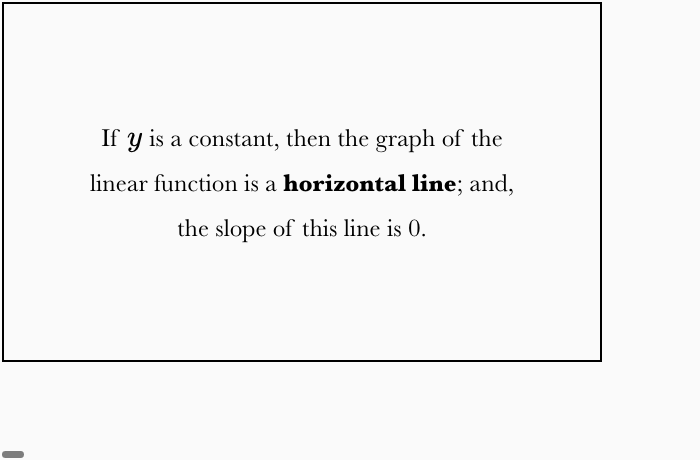 If y is a constant, then the graph of the
linear function is a horizontal line; and,
the slope of this line is 0.